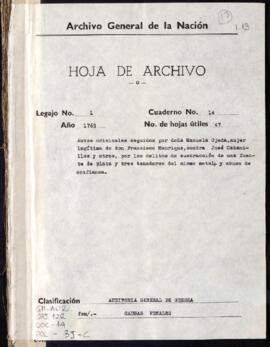 Archivo General de la Nación
HOJA DE ARCHIVO
Legajo No. 1
Cuaderno No. 14
Año 1769
No. de hojas útiles 47
Autos originales seguidos por doña Manuela Ojeda, mujer
legítima de don Francisco Manrique, contra José Cabani-
llas y otros, por los delitos de sustracción de una fuen-
te de plata y tres tenedores del mismo metal, y abuso de
confianza.
Clasificación
AUDITORIA GENERAL DE GUERRA
CAUSAS PENALES